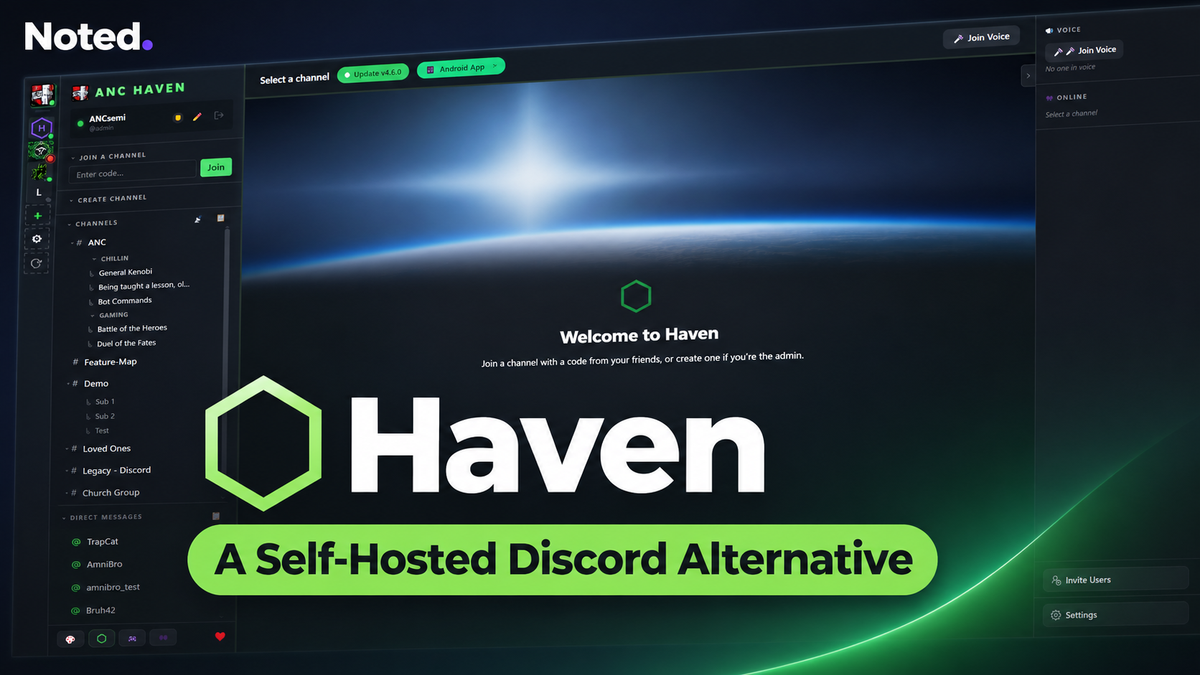 Noted.
ANC HAVEN
ANCsemi
@admin
JOIN A CHANNEL
Enter code...
Join
CREATE CHANNEL
CHANNELS
# ANC
CHILLIN
General Kenobi
Being taught a lesson, ol...
Bot Commands
GAMING
Battle of the Heroes
Duel of the Fates
# Feature-Map
# Demo
Sub 1
Sub 2
Test
# Loved Ones
# Legacy - Discord
# Church Group
DIRECT MESSAGES
@ TrapCat
@ AmniBro
@ amnibro_test
@ Bruh42
H
L
+
Select a channel
Update v4.6.0
Android App >
Join Voice
Welcome to Haven
Join a channel with a code from your friends, or create one if you're the admin.
Haven
A Self-Hosted Discord Alternative
VOICE
Join Voice
No one in voice
ONLINE
Select a channel
Invite Users
Settings